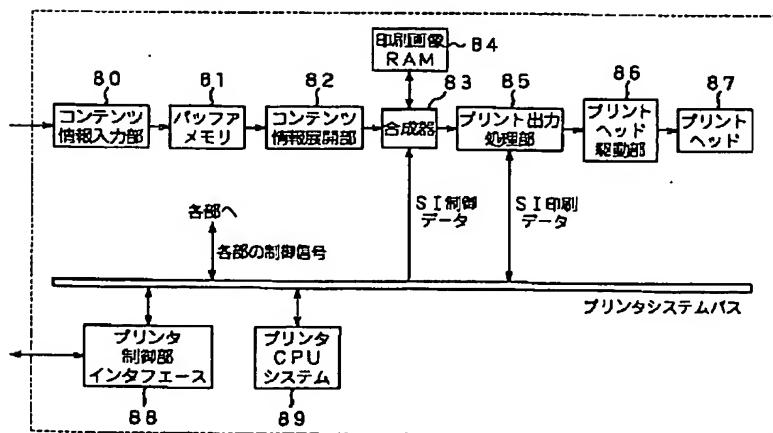 印刷画像
RAM
84
80
81
82
83
85
86
87
コンテンツ
情報入力部
バッファ
メモリ
コンテンツ
情報展開部
合成器
プリント出力
処理部
プリント
ヘッド
駆動部
プリント
ヘッド
各部へ
各部の制御信号
SI制御
データ
SI印刷
データ
プリンタシステムバス
プリンタ
制御部
インタフェース
プリンタ
CPU
システム
88
89